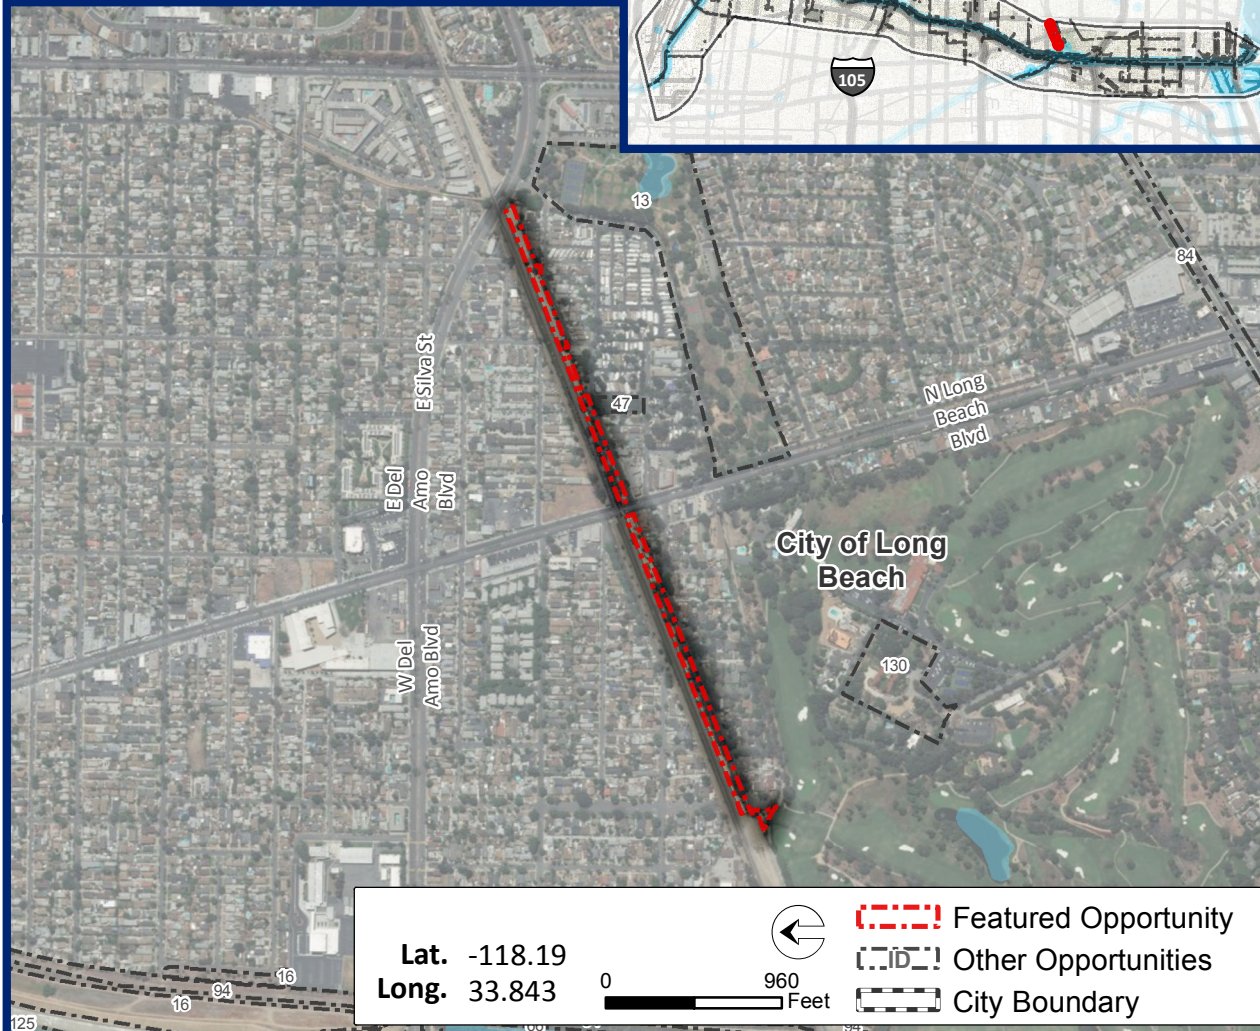 105
13
84
E Silva St
47
N Long
Beach
Blvd
E Del
Amo
Blvd
City of Long
Beach
130
W Del
Amo Blvd
16
94
16
125
Lat. -118.19
Long. 33.843
0 960
Feet
Featured Opportunity
ID Other Opportunities
City Boundary
94